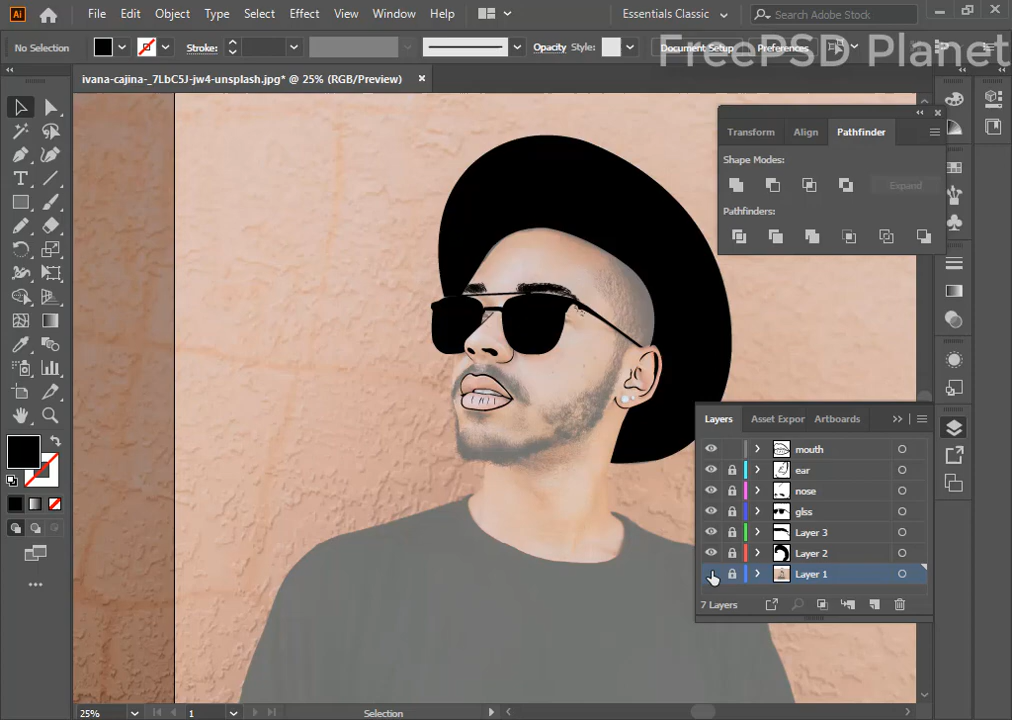 Ai File Edit Object Type Select Effect View Window Help Essentials Classic Search Adobe Stock
No Selection Stroke: Opacity Style: Document Setup Preferences
FreePSD Planet
ivana-cajina-_7LbC5J-jw4-unsplash.jpg* @ 25% (RGB/Preview)
Transform Align Pathfinder
Shape Modes:
Expand
Pathfinders:
Layers Asset Expor Artboards
mouth
ear
nose
glss
Layer 3
Layer 2
Layer 1
7 Layers
25% 1 Selection